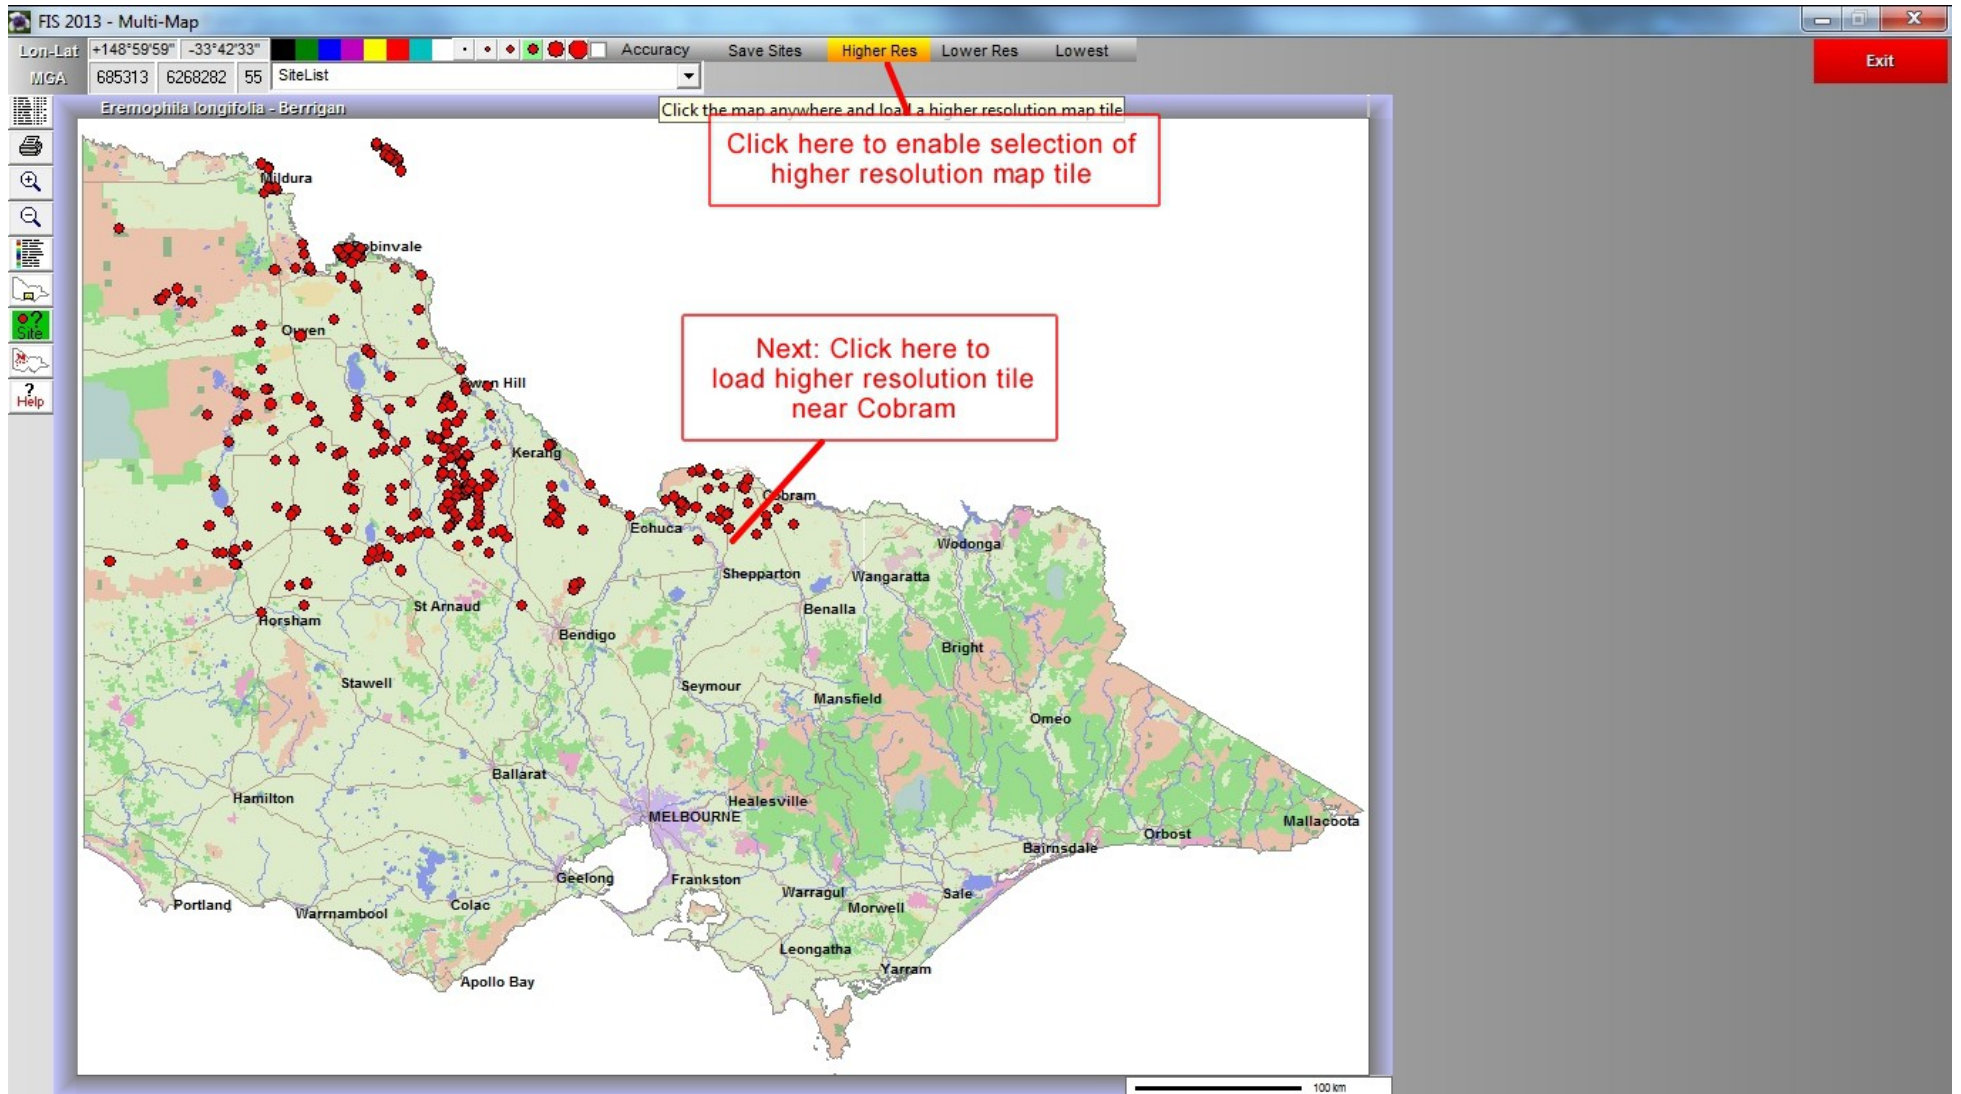 FIS 2013 - Multi-Map
X
Lon-Lat +148°59'59" -33°42'33" Accuracy Save Sites Higher Res Lower Res Lowest
Exit
MGA 685313 6268282 55 SiteList
Eremophila longifolia - Berrigan
Click the map anywhere and load a higher resolution map tile
Click here to enable selection of
higher resolution map tile
Mildura
Robinvale
Site
?
Ouyen
Next: Click here to
load higher resolution tile
near Cobram
Swan Hill
?
Help
Kerang
Cobram
Echuca
Wodonga
Shepparton
Wangaratta
St Arnaud
Benalla
Horsham
Bendigo
Bright
Stawell
Seymour
Mansfield
Omeo
Ballarat
Hamilton
Healesville
MELBOURNE
Mallacoota
Orbost
Bairnsdale
Geelong
Frankston
Warragul
Sale
Portland
Warrnambool
Colac
Morwell
Leongatha
Yarram
Apollo Bay
100 km